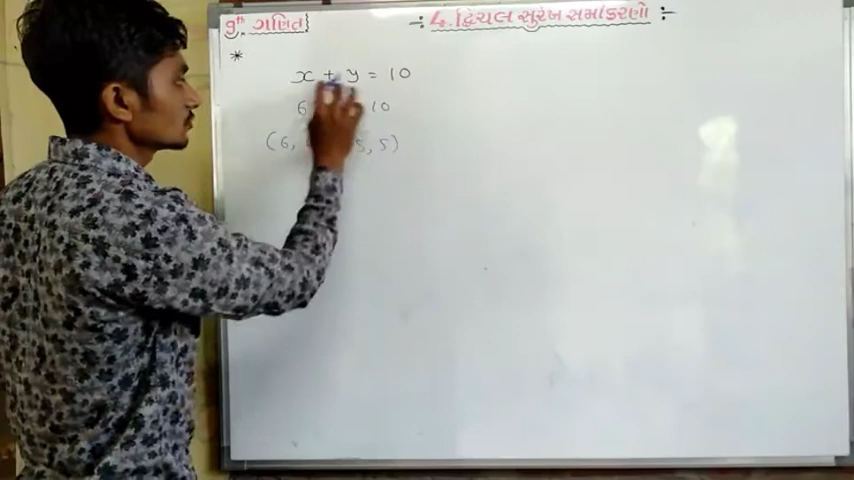 9th ગણિત}
÷ 4. દ્વિચલ સુરેખ સમીકરણો ÷
*
x + y = 10
6 10
(6, 5, 5)